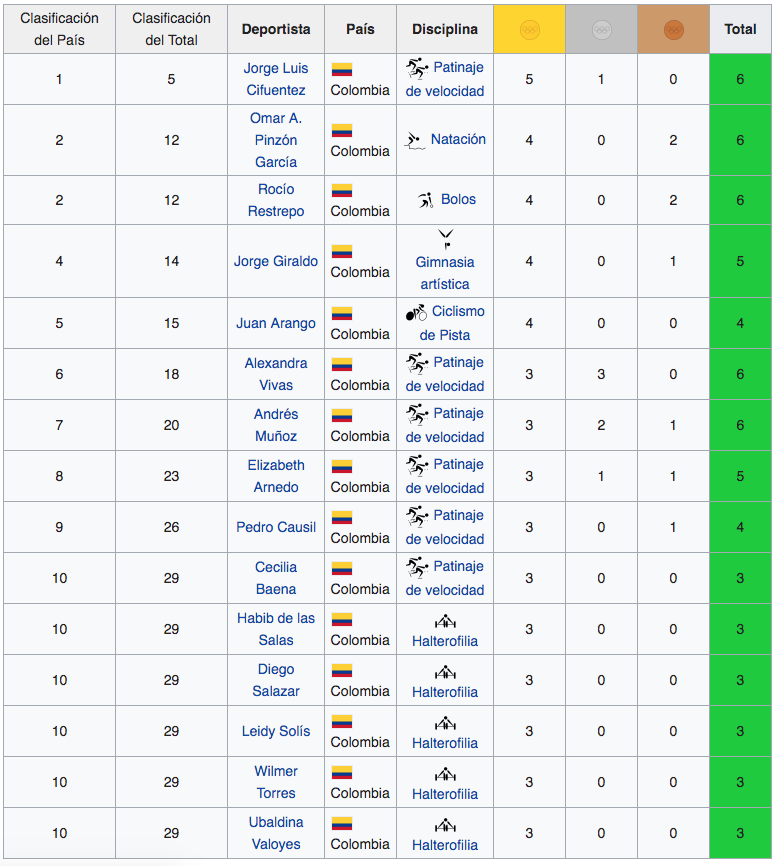 Clasificación del País Clasificación del Total Deportista País Disciplina Total
1 5 Jorge Luis Cifuentez Colombia Patinaje de velocidad 5 1 0 6
2 12 Omar A. Pinzón García Colombia Natación 4 0 2 6
2 12 Rocío Restrepo Colombia Bolos 4 0 2 6
4 14 Jorge Giraldo Colombia Gimnasia artística 4 0 1 5
5 15 Juan Arango Colombia Ciclismo de Pista 4 0 0 4
6 18 Alexandra Vivas Colombia Patinaje de velocidad 3 3 0 6
7 20 Andrés Muñoz Colombia Patinaje de velocidad 3 2 1 6
8 23 Elizabeth Arnedo Colombia Patinaje de velocidad 3 1 1 5
9 26 Pedro Causil Colombia Patinaje de velocidad 3 0 1 4
10 29 Cecilia Baena Colombia Patinaje de velocidad 3 0 0 3
10 29 Habib de las Salas Colombia Halterofilia 3 0 0 3
10 29 Diego Salazar Colombia Halterofilia 3 0 0 3
10 29 Leidy Solís Colombia Halterofilia 3 0 0 3
10 29 Wilmer Torres Colombia Halterofilia 3 0 0 3
10 29 Ubaldina Valoyes Colombia Halterofilia 3 0 0 3